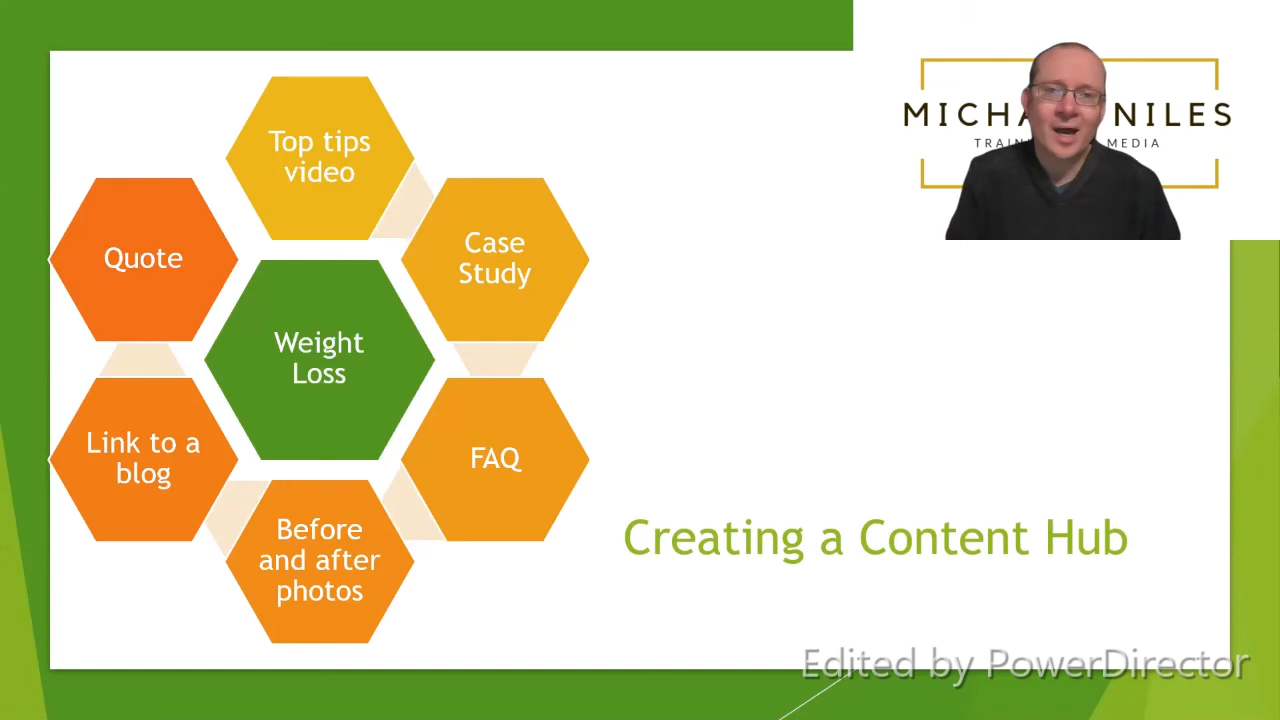 MICHA NILES
TRAIN MEDIA
Top tips
video
Case
Study
Quote
Weight
Loss
Link to a
blog
FAQ
Before
and after
photos
Creating a Content Hub
Edited by PowerDirector